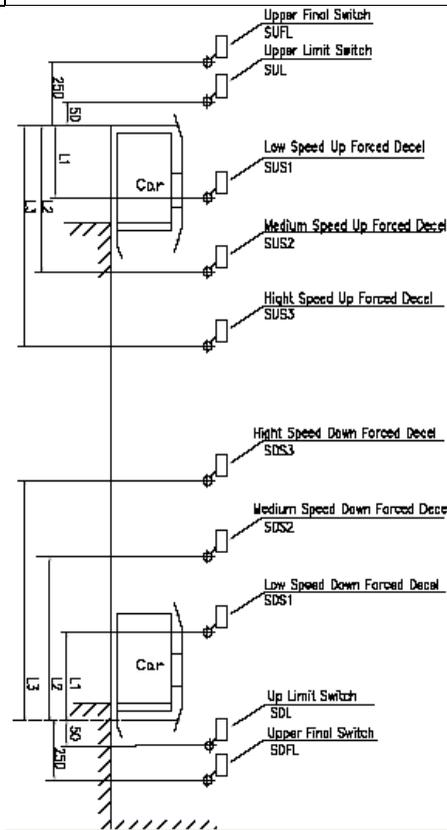 Upper Final Switch
SUFL
Upper Limit Switch
SUL
250
50
L1
Low Speed Up Forced Decel
SUS1
Car
L3
L2
Medium Speed Up Forced Decel
SUS2
Hight Speed Up Forced Decel
SUS3
Hight Speed Down Forced Decel
SDS3
Medium Speed Down Forced Dece
SDS2
Low Speed Down Forced Decel
SDS1
Car
L3
L2
L1
Up Limit Switch
SDL
50
Upper Final Switch
SDFL
250